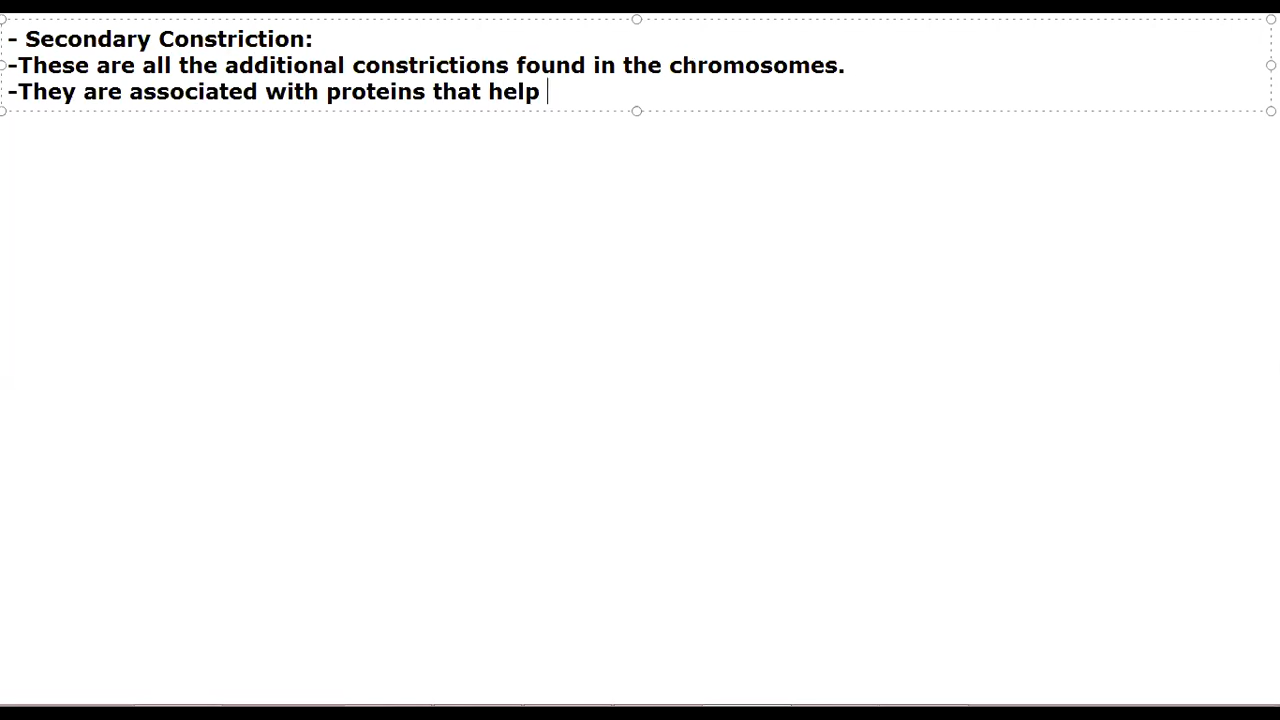 - Secondary Constriction:
-These are all the additional constrictions found in the chromosomes.
-They are associated with proteins that help